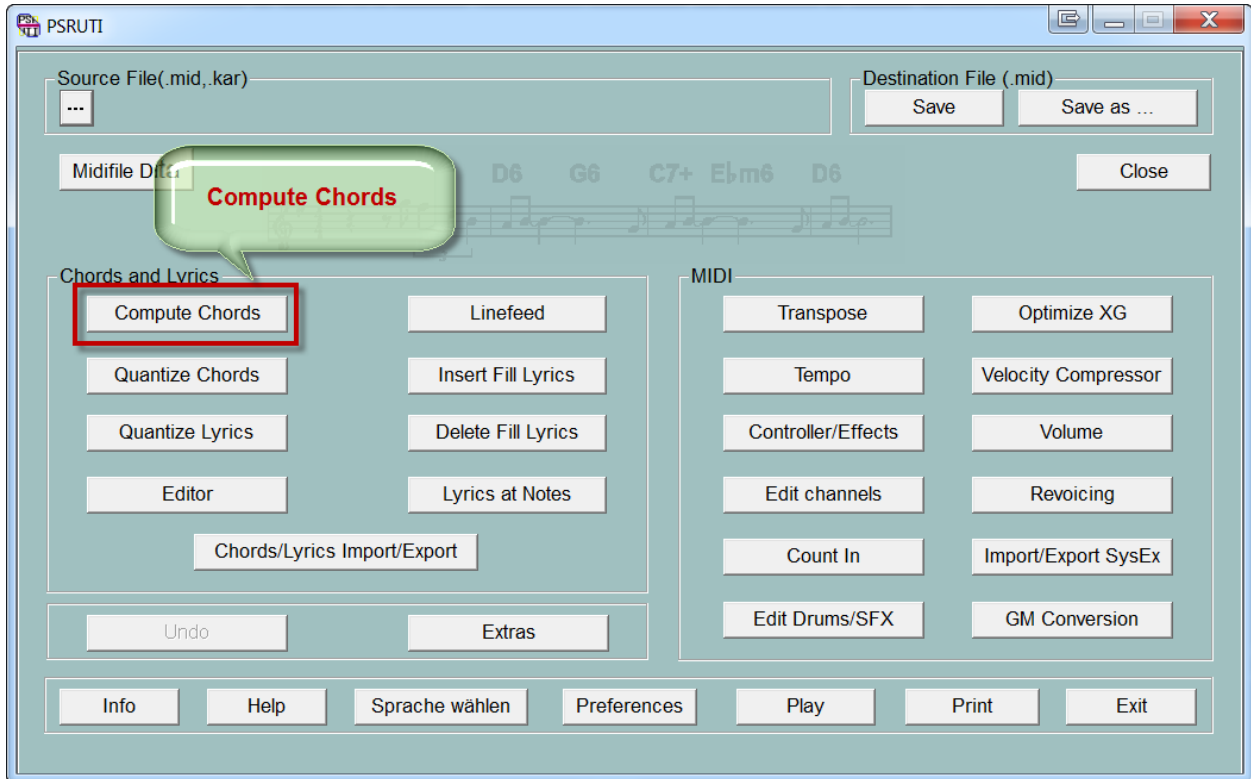 PSRUTI
Source File(.mid,.kar)
...
Destination File (.mid)
Save
Save as ...
Midifile Data
D6 G6 C7+ E♭m6 D6
Close
Compute Chords
Chords and Lyrics
Compute Chords
Linefeed
Quantize Chords
Insert Fill Lyrics
Quantize Lyrics
Delete Fill Lyrics
Editor
Lyrics at Notes
Chords/Lyrics Import/Export
Undo
Extras
MIDI
Transpose
Optimize XG
Tempo
Velocity Compressor
Controller/Effects
Volume
Edit channels
Revoicing
Count In
Import/Export SysEx
Edit Drums/SFX
GM Conversion
Info
Help
Sprache wählen
Preferences
Play
Print
Exit